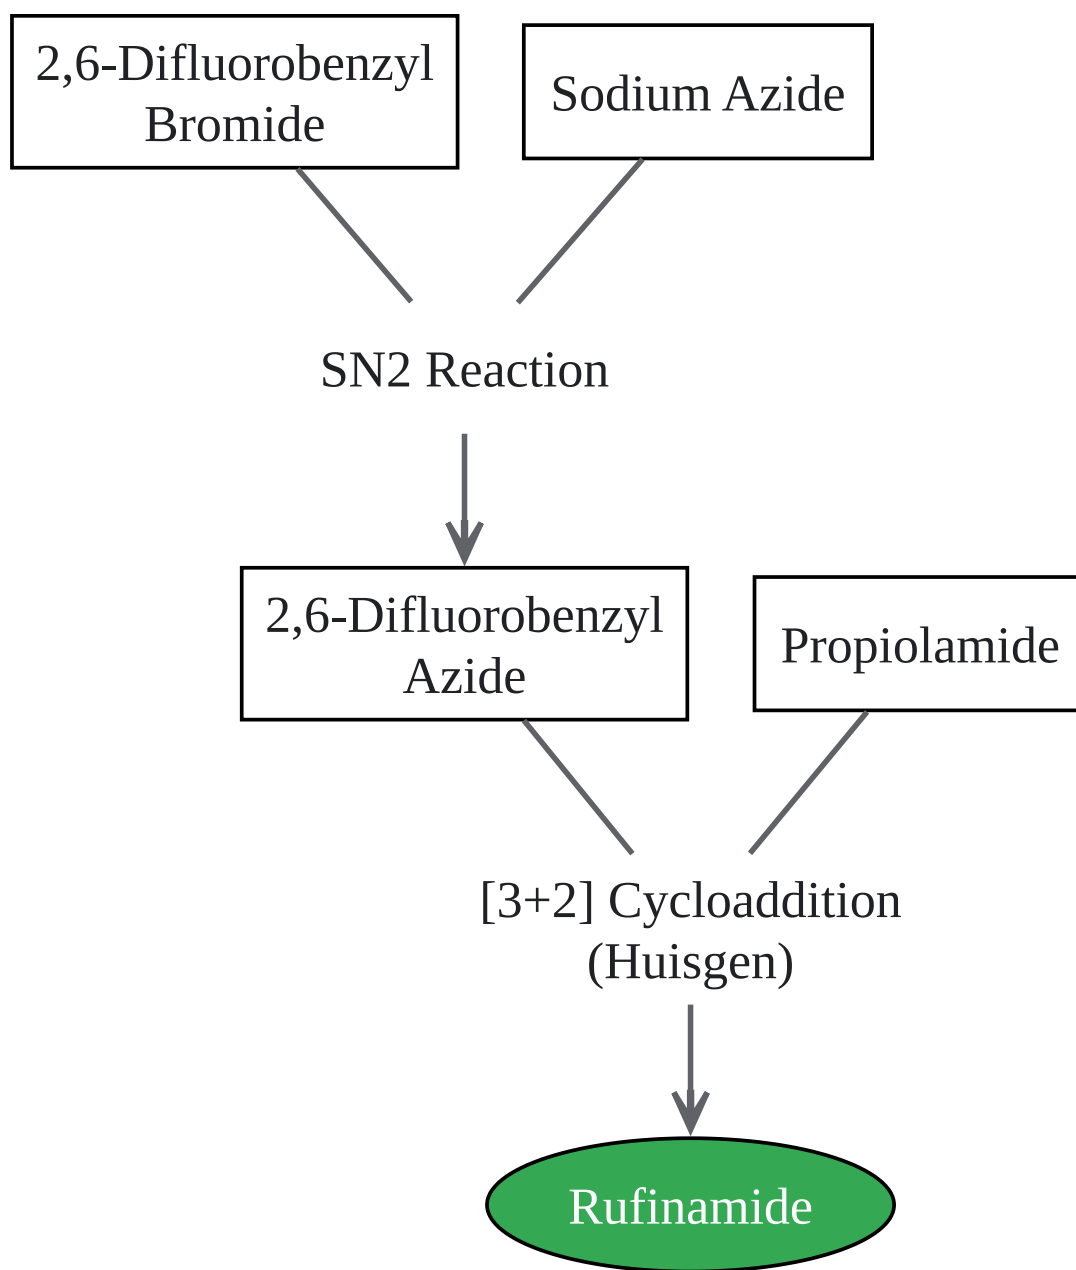 2,6-Difluorobenzyl
Bromide
Sodium Azide
SN2 Reaction
2,6-Difluorobenzyl
Azide
Propiolamide
[3+2] Cycloaddition
(Huisgen)
Rufinamide